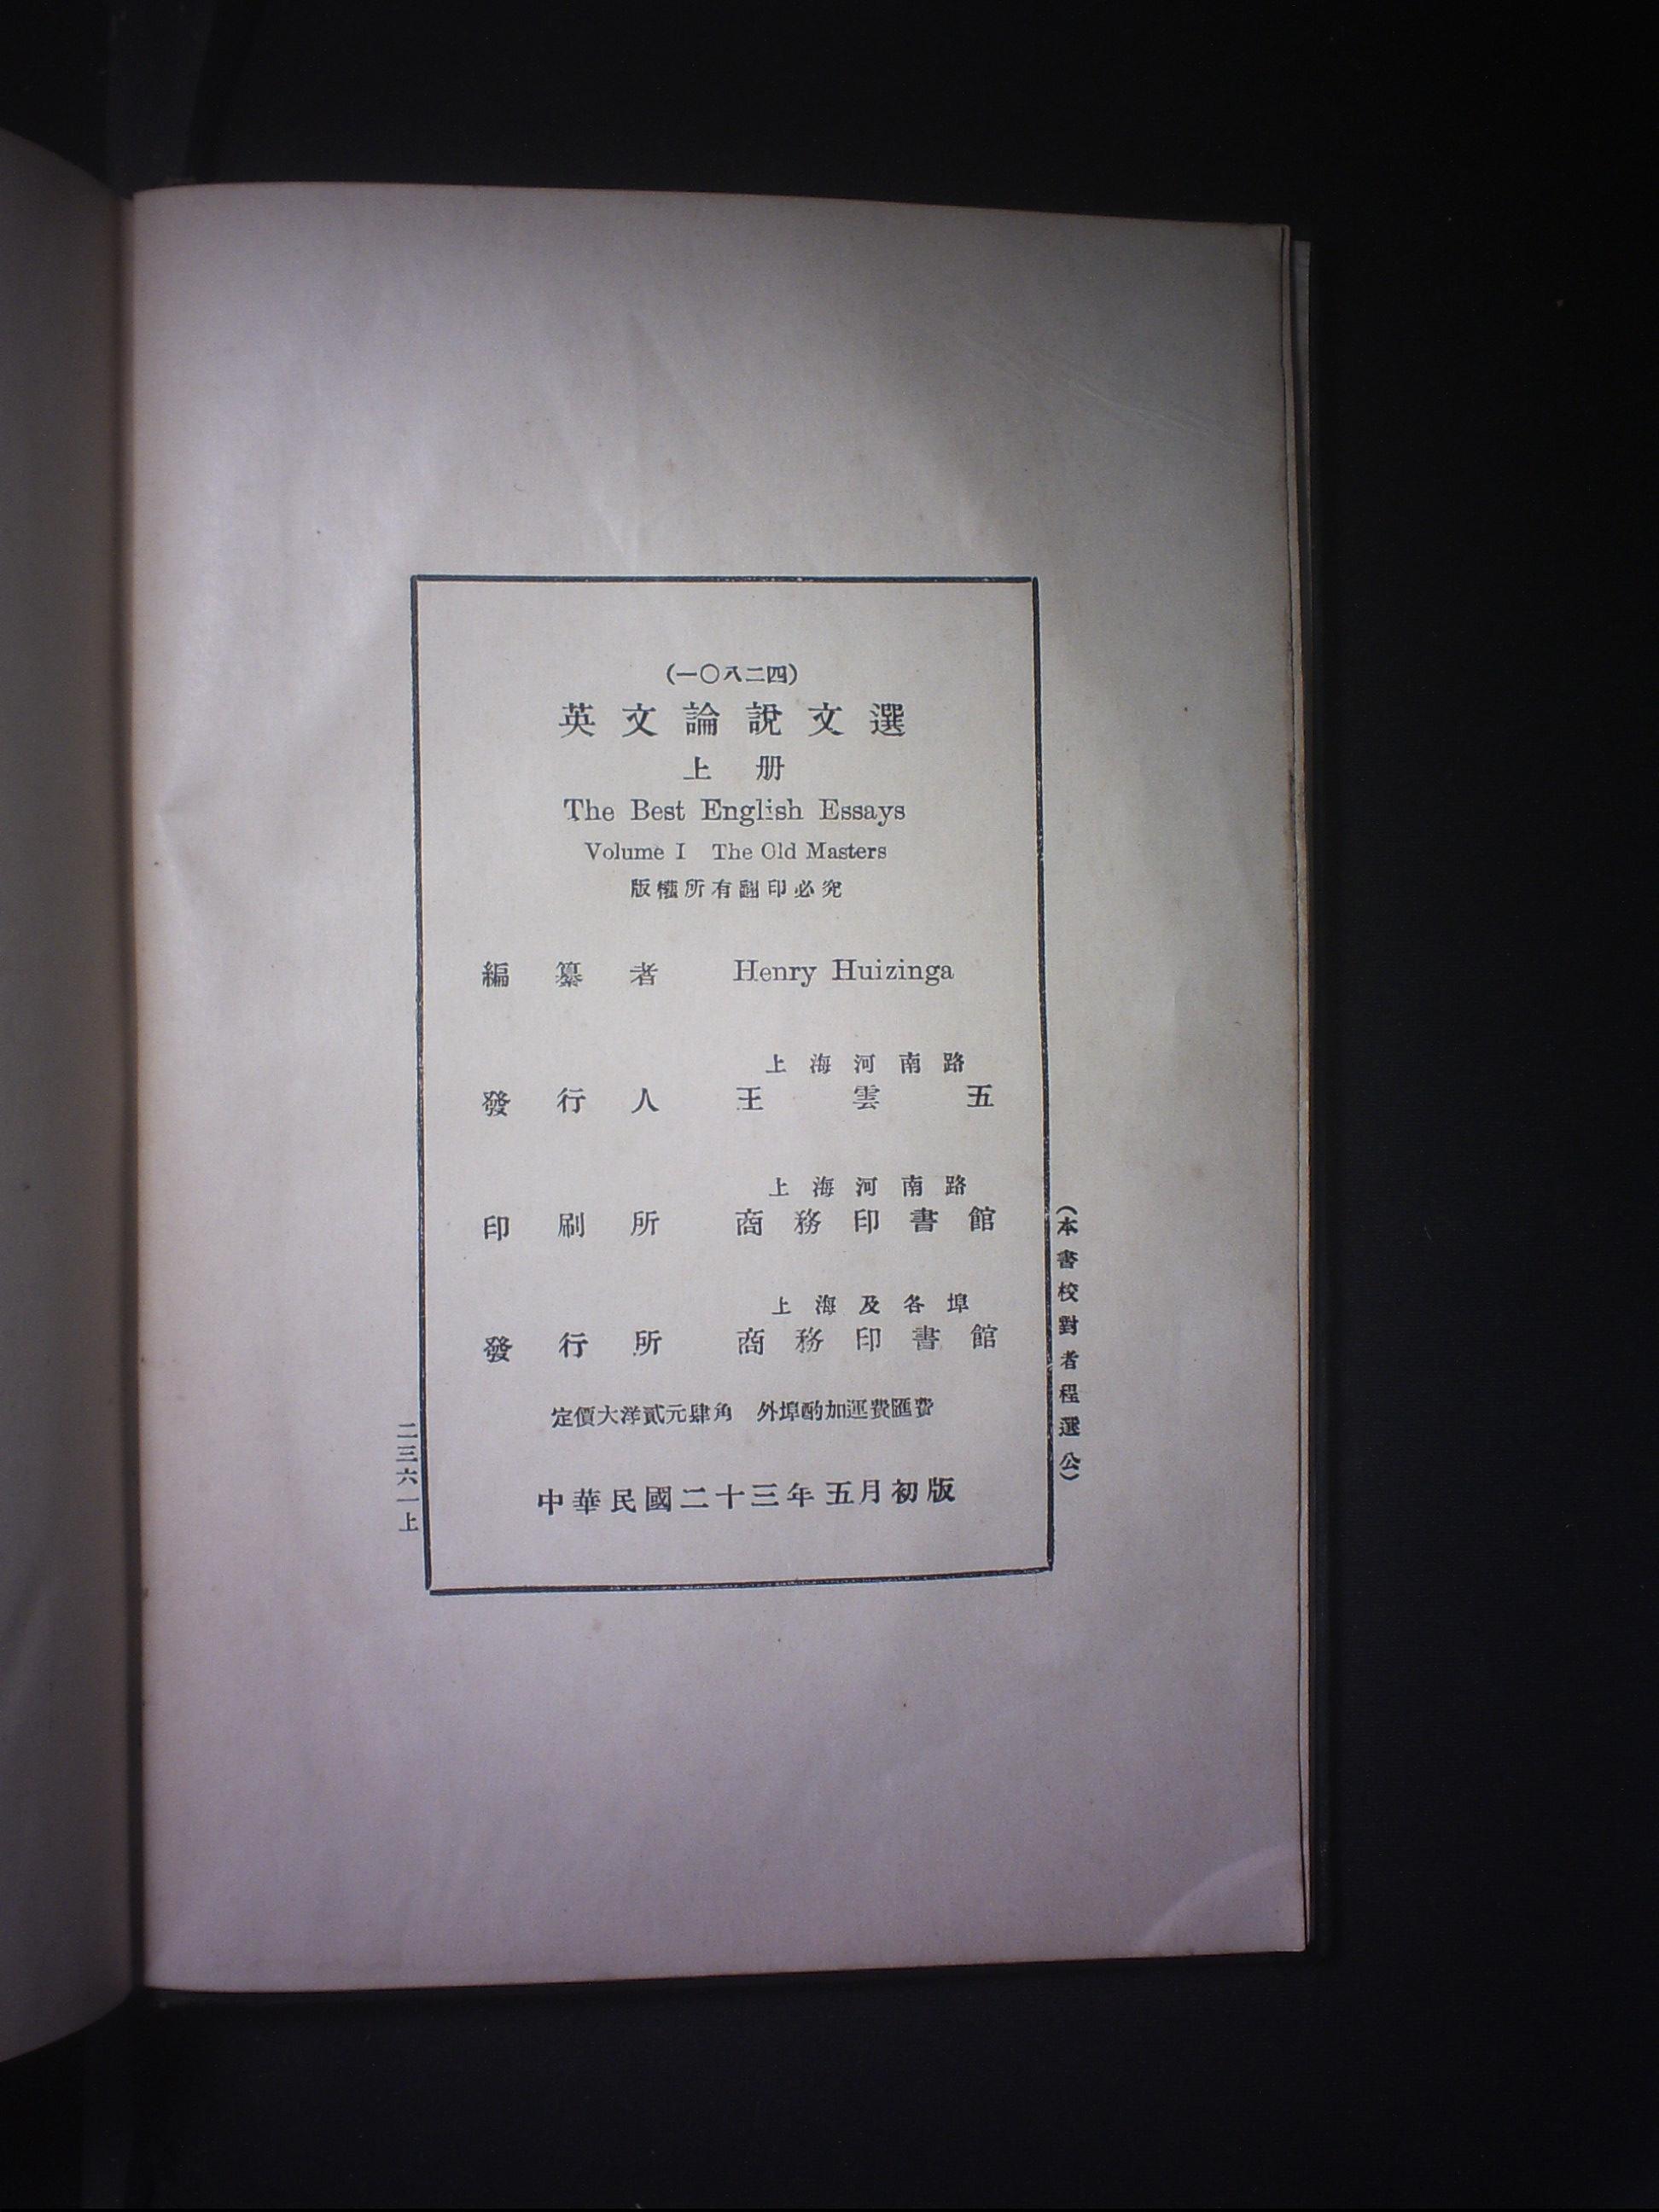 (一〇八二四)
英文論說文選
上册
The Best English Essays
Volume I The Old Masters
版權所有翻印必究
編纂者 Henry Huizinga
上海河南路
發行人 王雲五
上海河南路
印刷所 商務印書館
上海及各埠
發行所 商務印書館
定價大洋貳元肆角 外埠酌加運費匯費
中華民國二十三年五月初版
(本書校對者程選公)
二三六一上